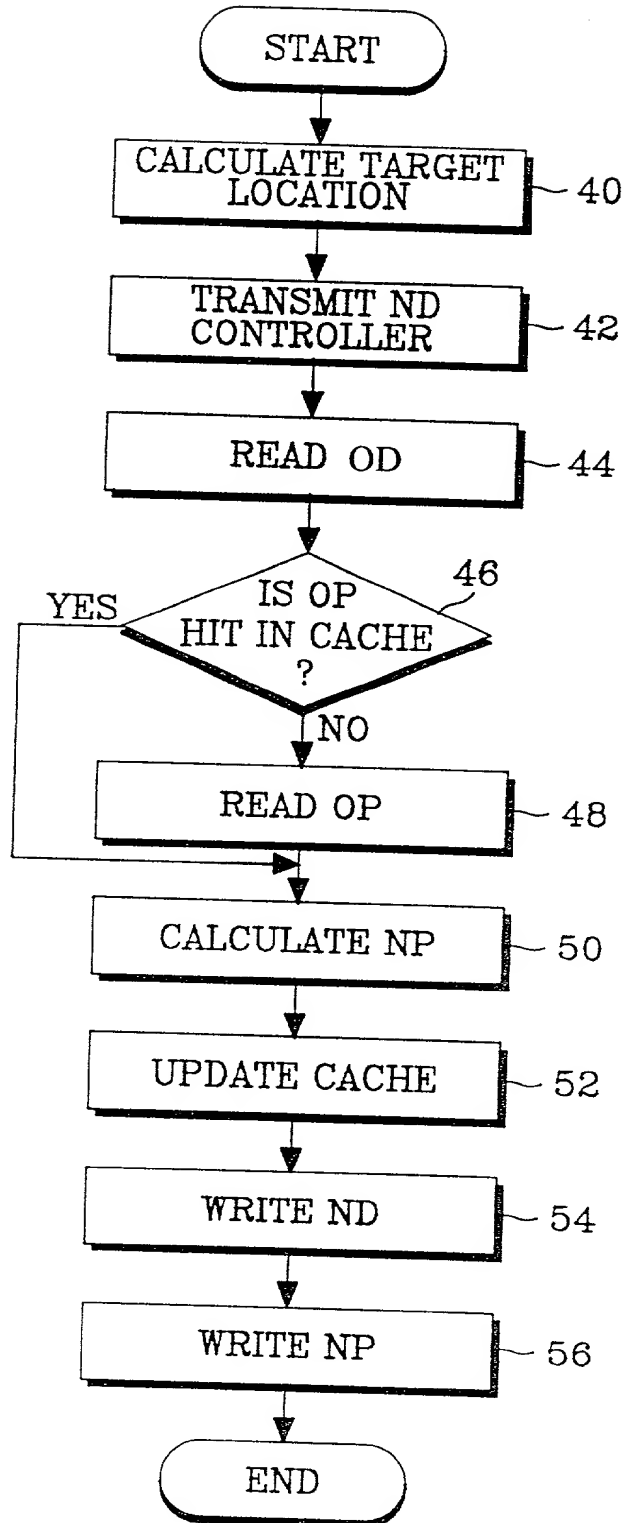 START
CALCULATE TARGET
LOCATION
40
TRANSMIT ND
CONTROLLER
42
READ OD
44
46
YES
IS OP
HIT IN CACHE
?
NO
READ OP
48
CALCULATE NP
50
UPDATE CACHE
52
WRITE ND
54
WRITE NP
56
END